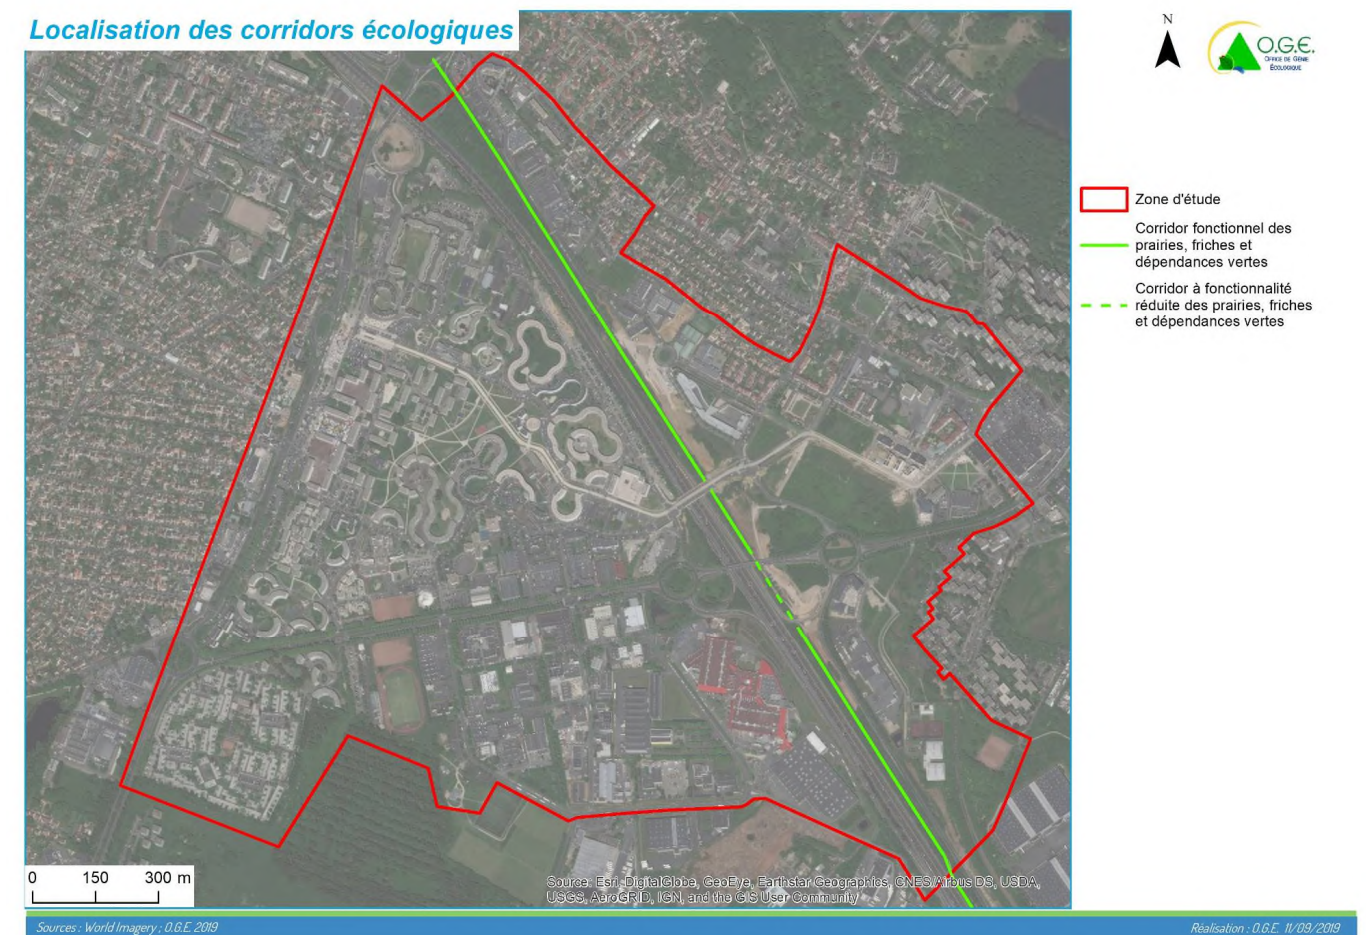 Localisation des corridors écologiques
N
O.G.E.
OFFICE DE GÉNIE
ÉCOLOGIQUE
Zone d'étude
Corridor fonctionnel des
prairies, friches et
dépendances vertes
Corridor à fonctionnalité
réduite des prairies, friches
et dépendances vertes
0 150 300 m
Source: Esri, DigitalGlobe, GeoEye, Earthstar Geographics, CNES/Airbus DS, USDA,
USGS, AeroGRID, IGN, and the GIS User Community
Sources : World Imagery ; O.G.E. 2019
Réalisation : O.G.E. 11/09/2019